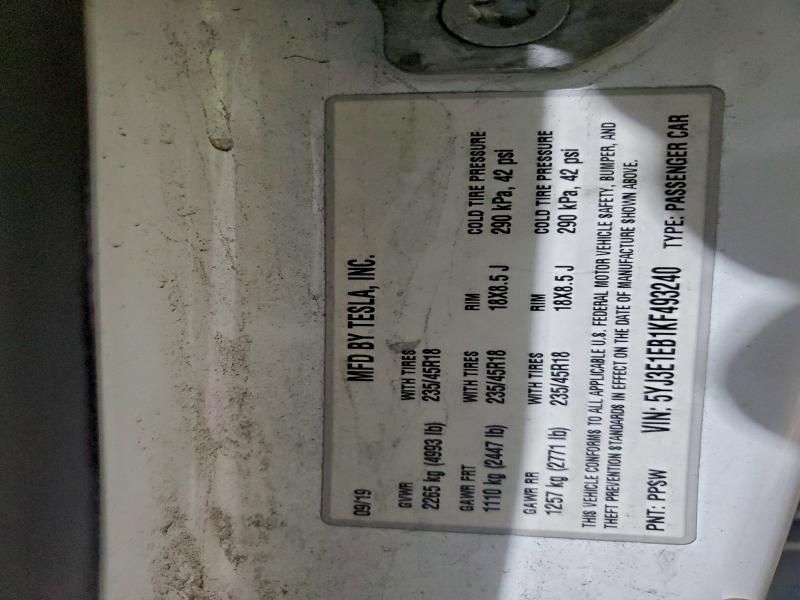 09/19 MFD BY TESLA, INC.
GVWR WITH TIRES
2265 kg (4993 lb) 235/45R18
GAWR FRT WITH TIRES RIM COLD TIRE PRESSURE
1110 kg (2447 lb) 235/45R18 18X8.5 J 290 kPa, 42 psi
GAWR RR WITH TIRES RIM COLD TIRE PRESSURE
1257 kg (2771 lb) 235/45R18 18X8.5 J 290 kPa, 42 psi
THIS VEHICLE CONFORMS TO ALL APPLICABLE U.S. FEDERAL MOTOR VEHICLE SAFETY, BUMPER, AND
THEFT PREVENTION STANDARDS IN EFFECT ON THE DATE OF MANUFACTURE SHOWN ABOVE.
PNT: PPSW VIN: 5YJ3E1EB1KF493240 TYPE: PASSENGER CAR